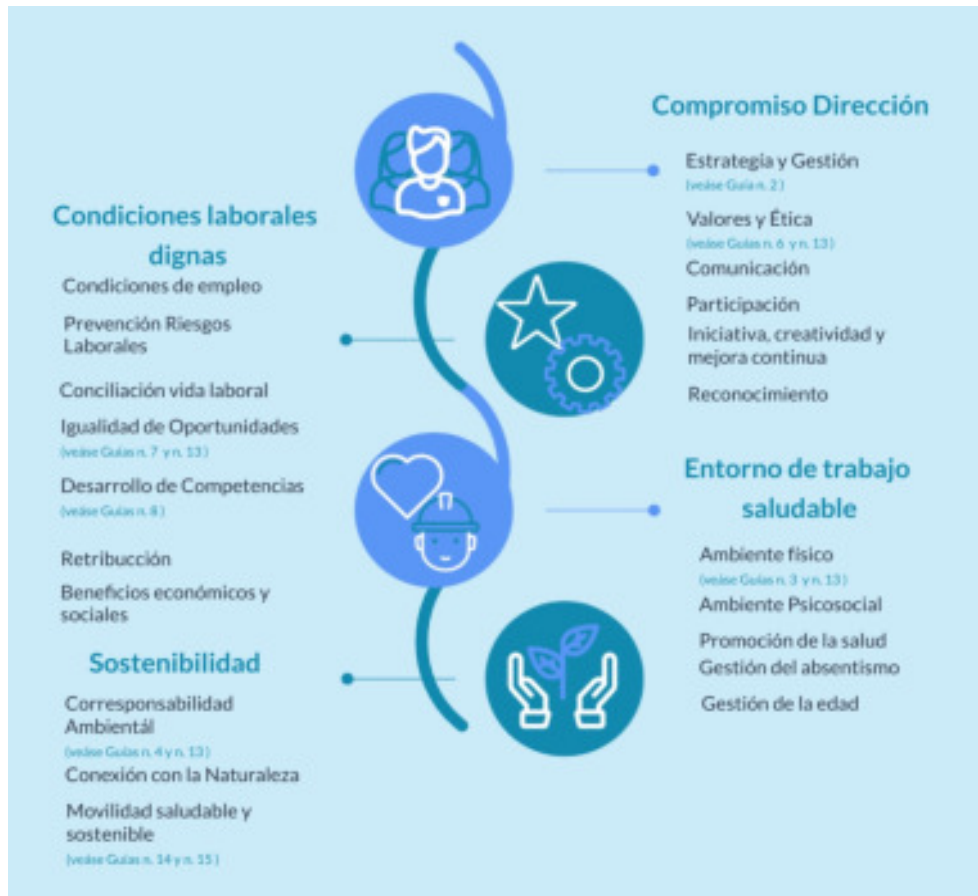 Compromiso Dirección
Estrategia y Gestión
(veáse Guía n. 2 )
Valores y Ética
(veáse Guías n. 6 y n. 13 )
Comunicación
Participación
Iniciativa, creatividad y
mejora continua
Reconocimiento
Condiciones laborales
dignas
Condiciones de empleo
Prevención Riesgos
Laborales
Conciliación vida laboral
Igualidad de Oportunidades
(veáse Guías n. 7 y n. 13 )
Desarrollo de Competencias
(veáse Guías n. 8 )
Retribucción
Beneficios económicos y
sociales
Entorno de trabajo
saludable
Ambiente físico
(veáse Guías n. 3 y n. 13 )
Ambiente Psicosocial
Promoción de la salud
Gestión del absentismo
Gestión de la edad
Sostenibilidad
Corresponsabilidad
Ambientál
(veáse Guías n. 4 y n. 13 )
Conexión con la Naturaleza
Movilidad saludable y
sostenible
(veáse Guías n. 14 y n. 15 )